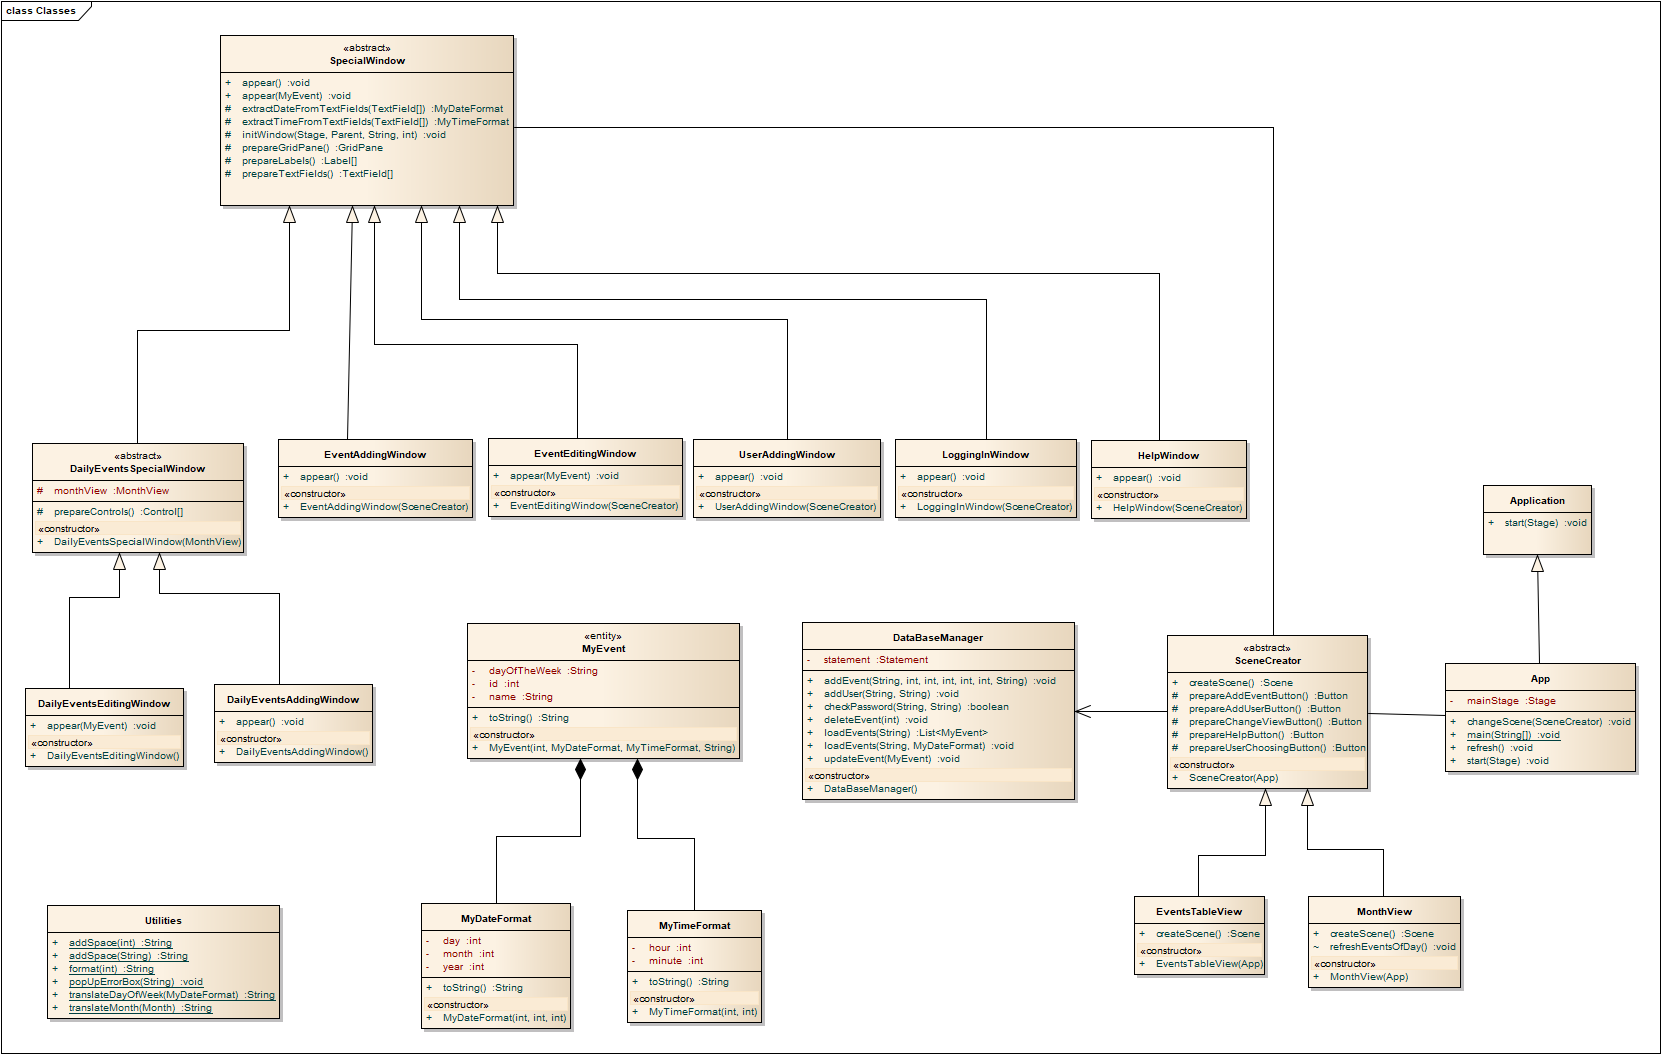 class Classes
«abstract»
SpecialWindow
+ appear() :void
+ appear(MyEvent) :void
# extractDateFromTextFields(TextField[]) :MyDateFormat
# extractTimeFromTextFields(TextField[]) :MyTimeFormat
# initWindow(Stage, Parent, String, int) :void
# prepareGridPane() :GridPane
# prepareLabels() :Label[]
# prepareTextFields() :TextField[]
«abstract»
DailyEventsSpecialWindow
# monthView :MonthView
# prepareControls() :Control[]
«constructor»
+ DailyEventsSpecialWindow(MonthView)
EventAddingWindow
+ appear() :void
«constructor»
+ EventAddingWindow(SceneCreator)
EventEditingWindow
+ appear(MyEvent) :void
«constructor»
+ EventEditingWindow(SceneCreator)
UserAddingWindow
+ appear() :void
«constructor»
+ UserAddingWindow(SceneCreator)
LoggingInWindow
+ appear() :void
«constructor»
+ LoggingInWindow(SceneCreator)
HelpWindow
+ appear() :void
«constructor»
+ HelpWindow(SceneCreator)
Application
+ start(Stage) :void
DailyEventsEditingWindow
+ appear(MyEvent) :void
«constructor»
+ DailyEventsEditingWindow()
DailyEventsAddingWindow
+ appear() :void
«constructor»
+ DailyEventsAddingWindow()
«entity»
MyEvent
- dayOfTheWeek :String
- id :int
- name :String
+ toString() :String
«constructor»
+ MyEvent(int, MyDateFormat, MyTimeFormat, String)
DataBaseManager
- statement :Statement
+ addEvent(String, int, int, int, int, int, String) :void
+ addUser(String, String) :void
+ checkPassword(String, String) :boolean
+ deleteEvent(int) :void
+ loadEvents(String) :List<MyEvent>
+ loadEvents(String, MyDateFormat) :void
+ updateEvent(MyEvent) :void
«constructor»
+ DataBaseManager()
«abstract»
SceneCreator
+ createScene() :Scene
# prepareAddEventButton() :Button
# prepareAddUserButton() :Button
# prepareChangeViewButton() :Button
# prepareHelpButton() :Button
# prepareUserChoosingButton() :Button
«constructor»
+ SceneCreator(App)
App
- mainStage :Stage
+ changeScene(SceneCreator) :void
+ main(String[]) :void
+ refresh() :void
+ start(Stage) :void
Utilities
+ addSpace(int) :String
+ addSpace(String) :String
+ format(int) :String
+ popUpErrorBox(String) :void
+ translateDayOfWeek(MyDateFormat) :String
+ translateMonth(Month) :String
MyDateFormat
- day :int
- month :int
- year :int
+ toString() :String
«constructor»
+ MyDateFormat(int, int, int)
MyTimeFormat
- hour :int
- minute :int
+ toString() :String
«constructor»
+ MyTimeFormat(int, int)
EventsTableView
+ createScene() :Scene
«constructor»
+ EventsTableView(App)
MonthView
+ createScene() :Scene
~ refreshEventsOfDay() :void
«constructor»
+ MonthView(App)